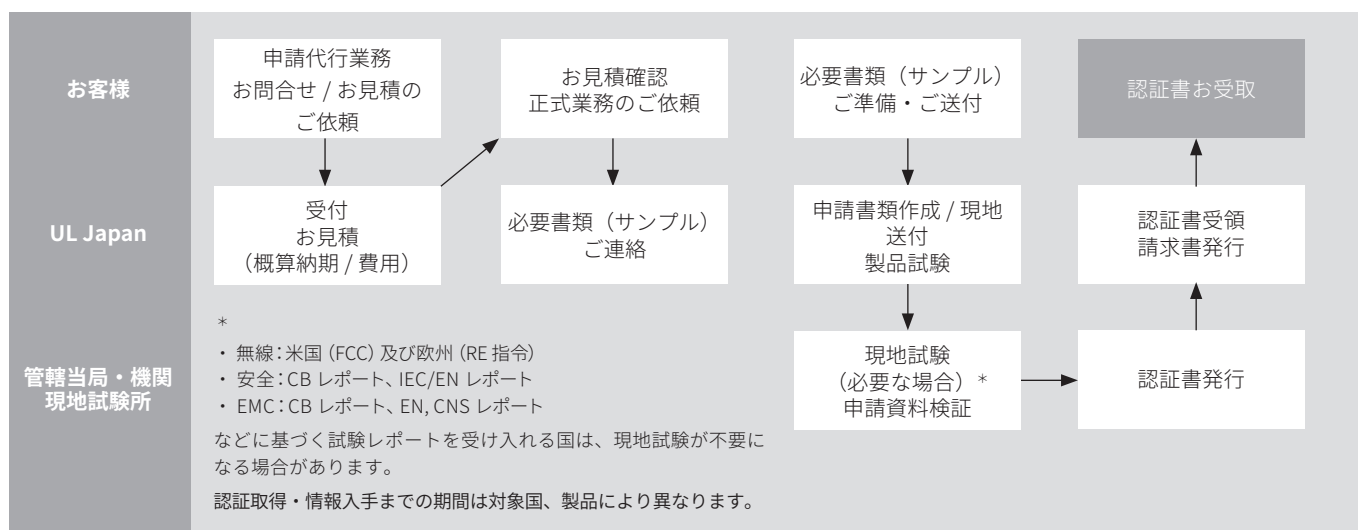 お客様
申請代行業務
お問合せ / お見積の
ご依頼
お見積確認
正式業務のご依頼
必要書類（サンプル）
ご準備・ご送付
認証書お受取
UL Japan
受付
お見積
（概算納期 / 費用）
必要書類（サンプル）
ご連絡
申請書類作成 / 現地
送付
製品試験
認証書受領
請求書発行
管轄当局・機関
現地試験所
*
・ 無線：米国 (FCC) 及び欧州 (RE 指令)
・ 安全：CB レポート、IEC/EN レポート
・ EMC：CB レポート、EN, CNS レポート
などに基づく試験レポートを受け入れる国は、現地試験が不要に
なる場合があります。
認証取得・情報入手までの期間は対象国、製品により異なります。
現地試験
（必要な場合）*
申請資料検証
認証書発行